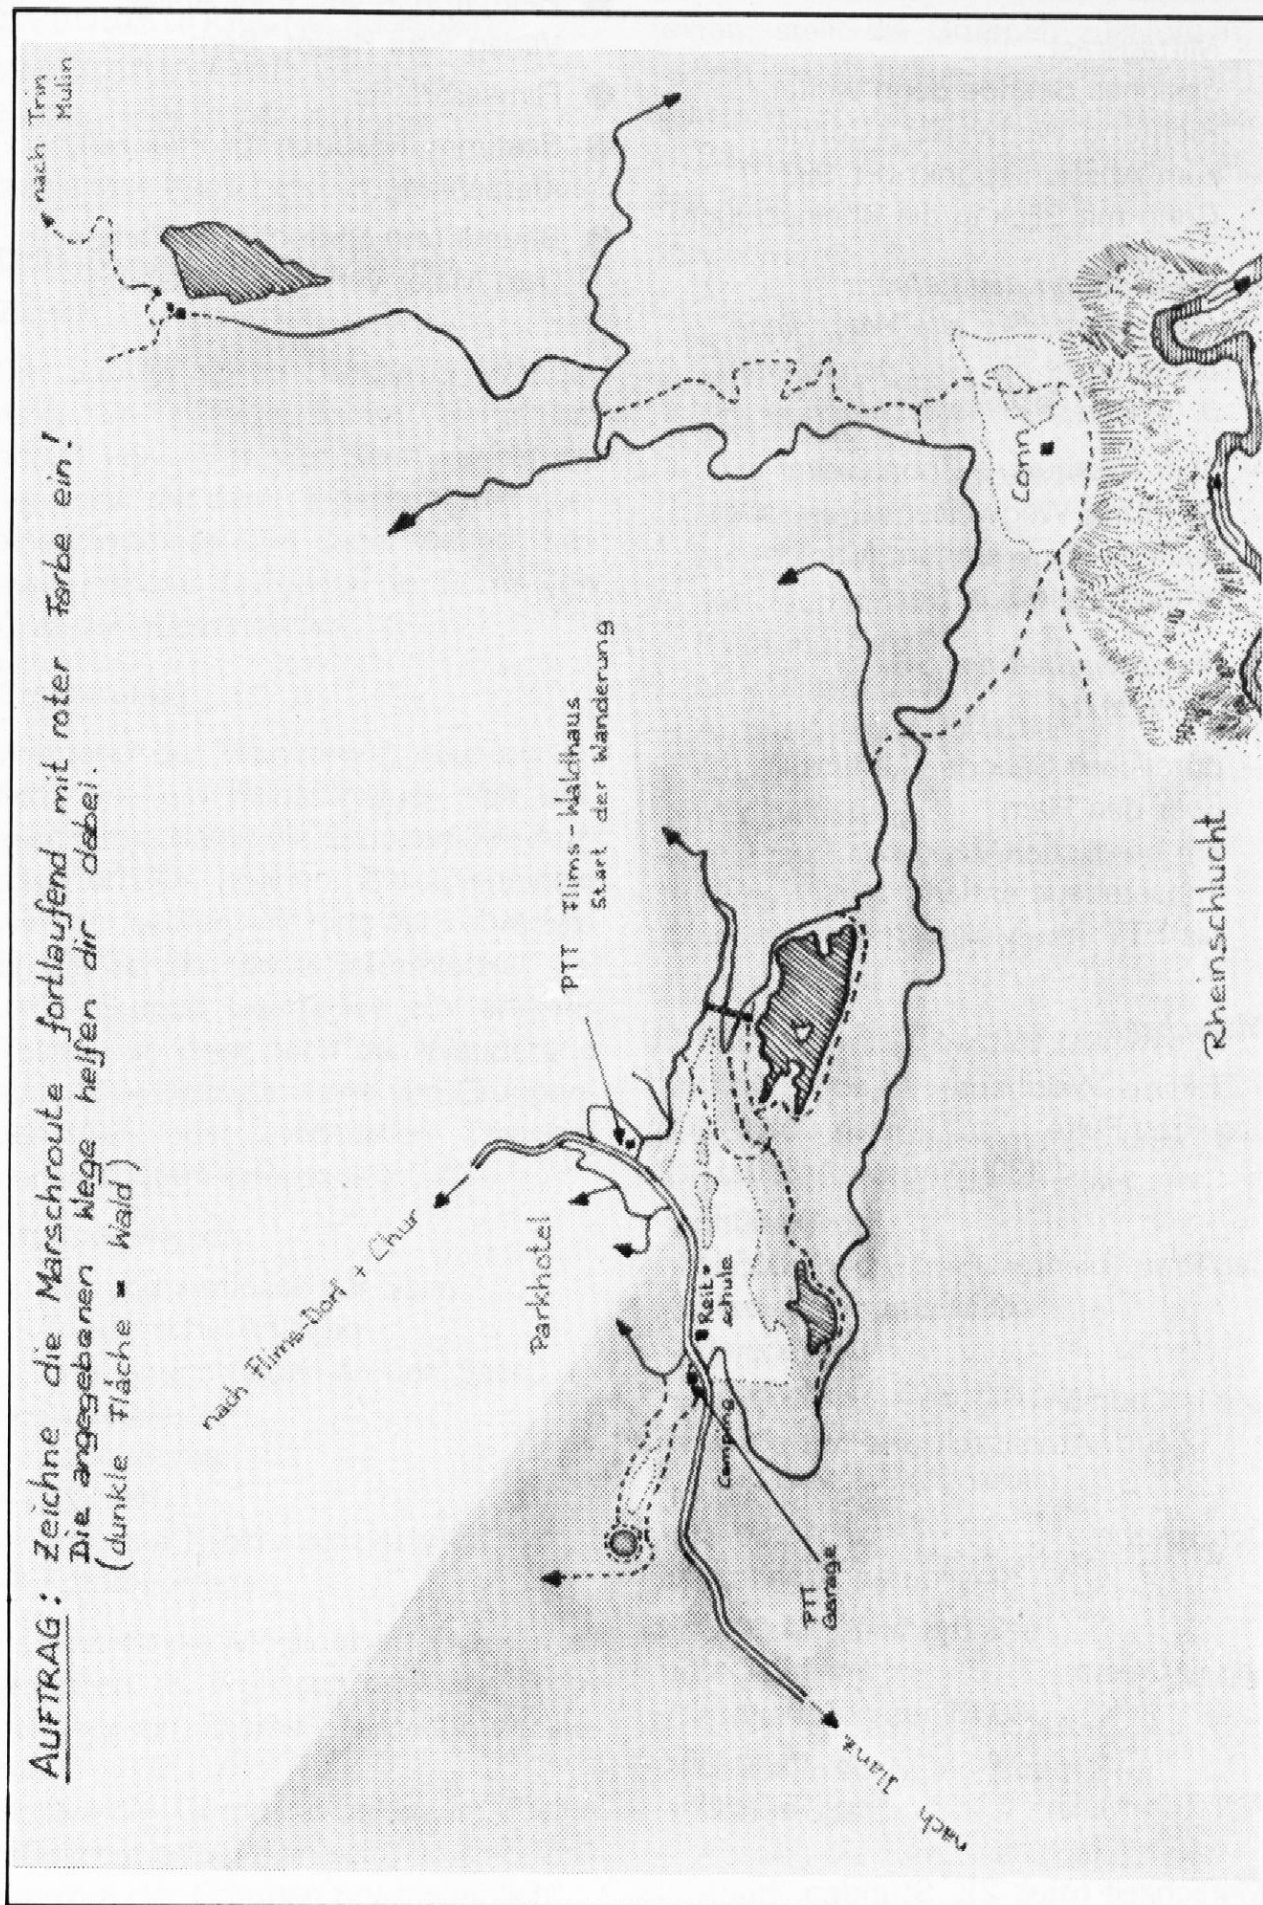 AUFTRAG: Zeichne die Marschroute fortlaufend mit roter Farbe ein!
Die angegebenen Wege helfen dir dabei.
(dunkle Fläche = Wald)
nach Trin
Mulin
nach Flims-Dorf + Chur
PTT Flims-Waldhaus
Start der Wanderung
Parkhotel
Reit=
schule
Camping
PTT
Garage
nach Ilanz
Conn
Rheinschlucht